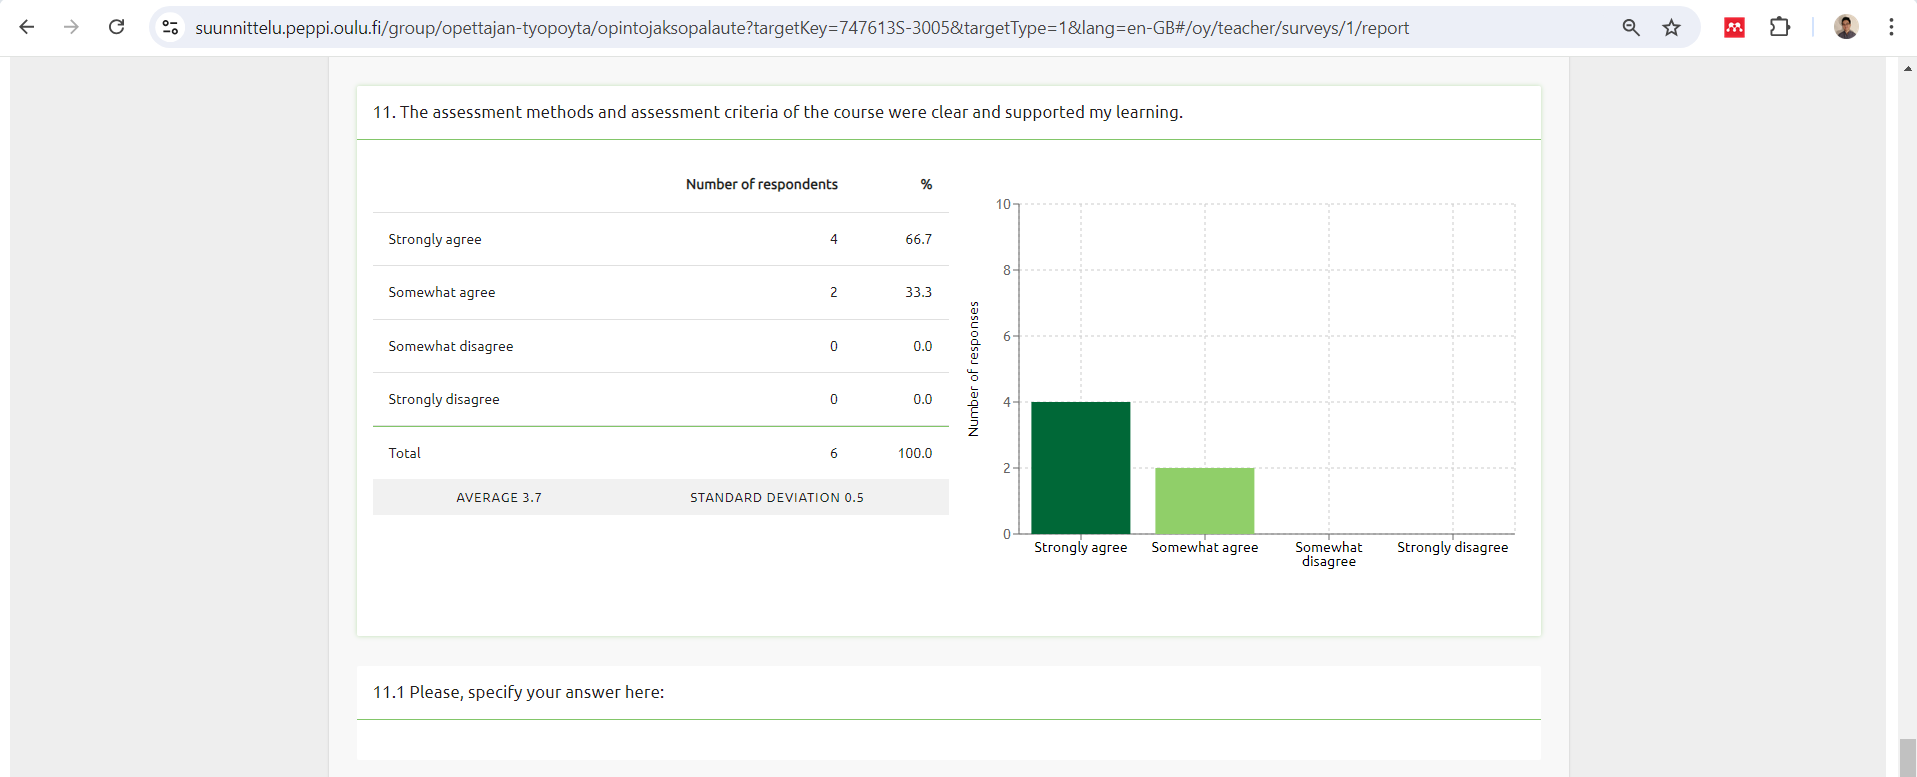 suunnittelu.peppi.oulu.fi/group/opettajan-tyopoyta/opintojaksopalaute?targetKey=747613S-3005&targetType=1&lang=en-GB#/oy/teacher/surveys/1/report
11. The assessment methods and assessment criteria of the course were clear and supported my learning.
Number of respondents %
Strongly agree 4 66.7
Somewhat agree 2 33.3
Somewhat disagree 0 0.0
Strongly disagree 0 0.0
Total 6 100.0
AVERAGE 3.7 STANDARD DEVIATION 0.5
Number of responses
10
8
6
4
2
0
Strongly agree Somewhat agree Somewhat disagree Strongly disagree
11.1 Please, specify your answer here: